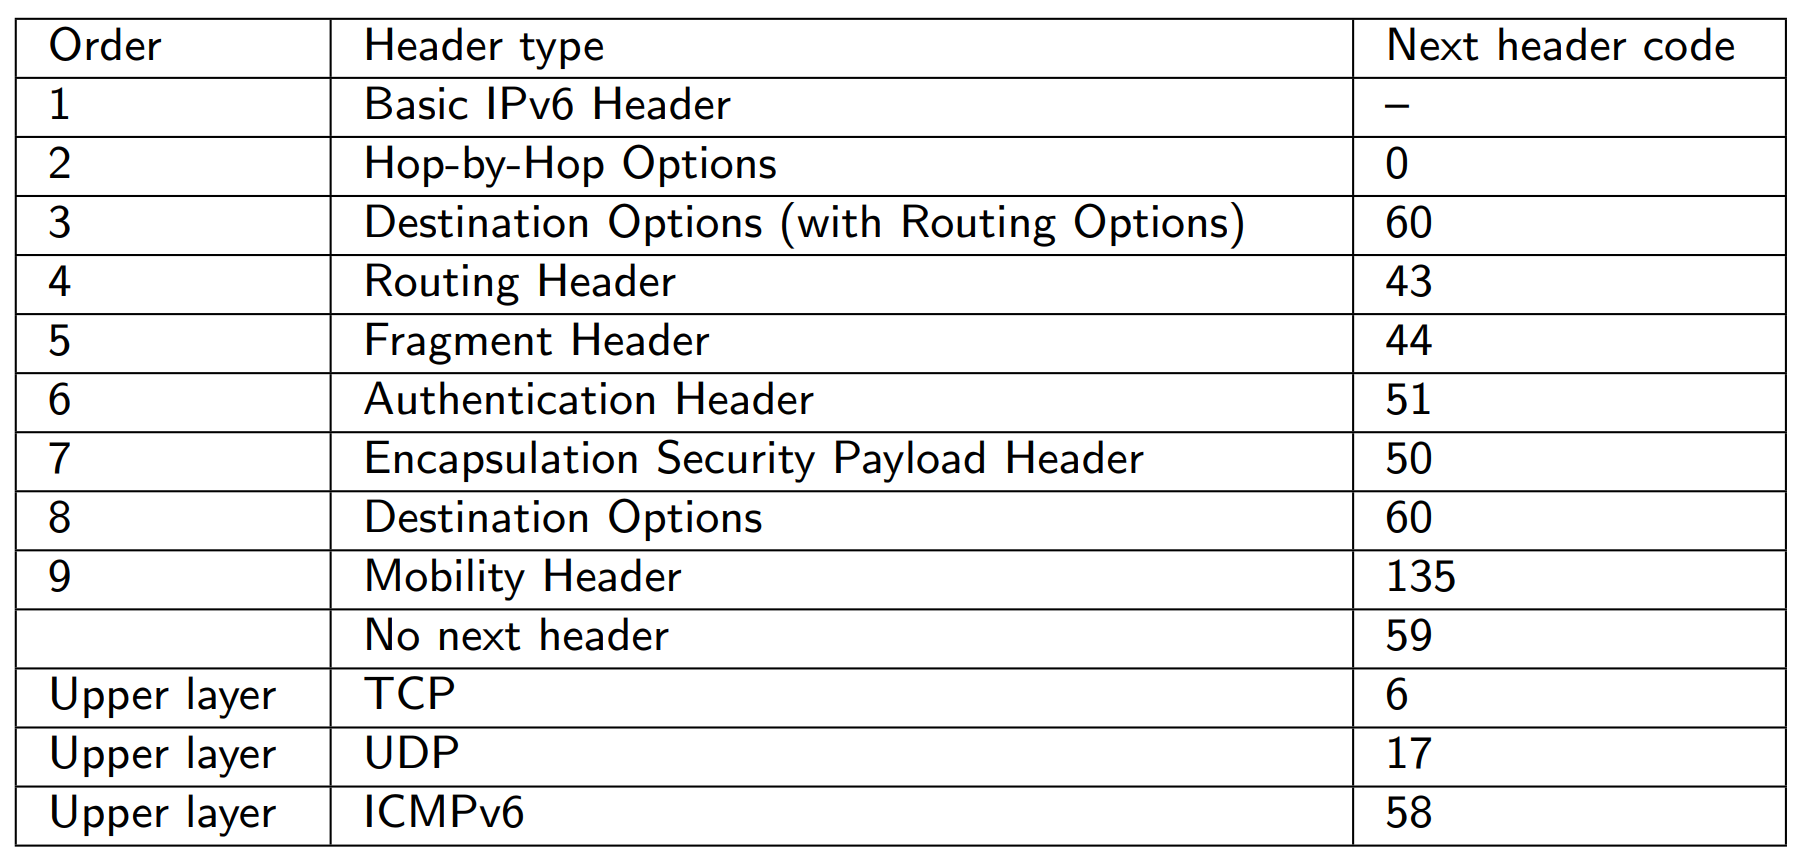 Order Header type Next header code
1 Basic IPv6 Header –
2 Hop-by-Hop Options 0
3 Destination Options (with Routing Options) 60
4 Routing Header 43
5 Fragment Header 44
6 Authentication Header 51
7 Encapsulation Security Payload Header 50
8 Destination Options 60
9 Mobility Header 135
No next header 59
Upper layer TCP 6
Upper layer UDP 17
Upper layer ICMPv6 58